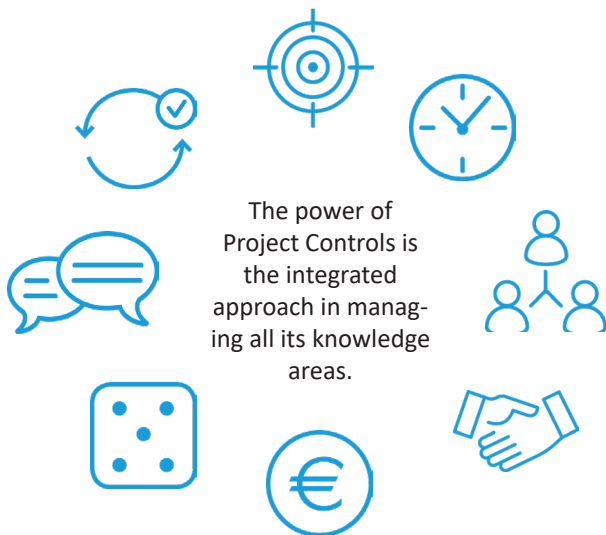 The power of
Project Controls is
the integrated
approach in manag-
ing all its knowledge
areas.
€